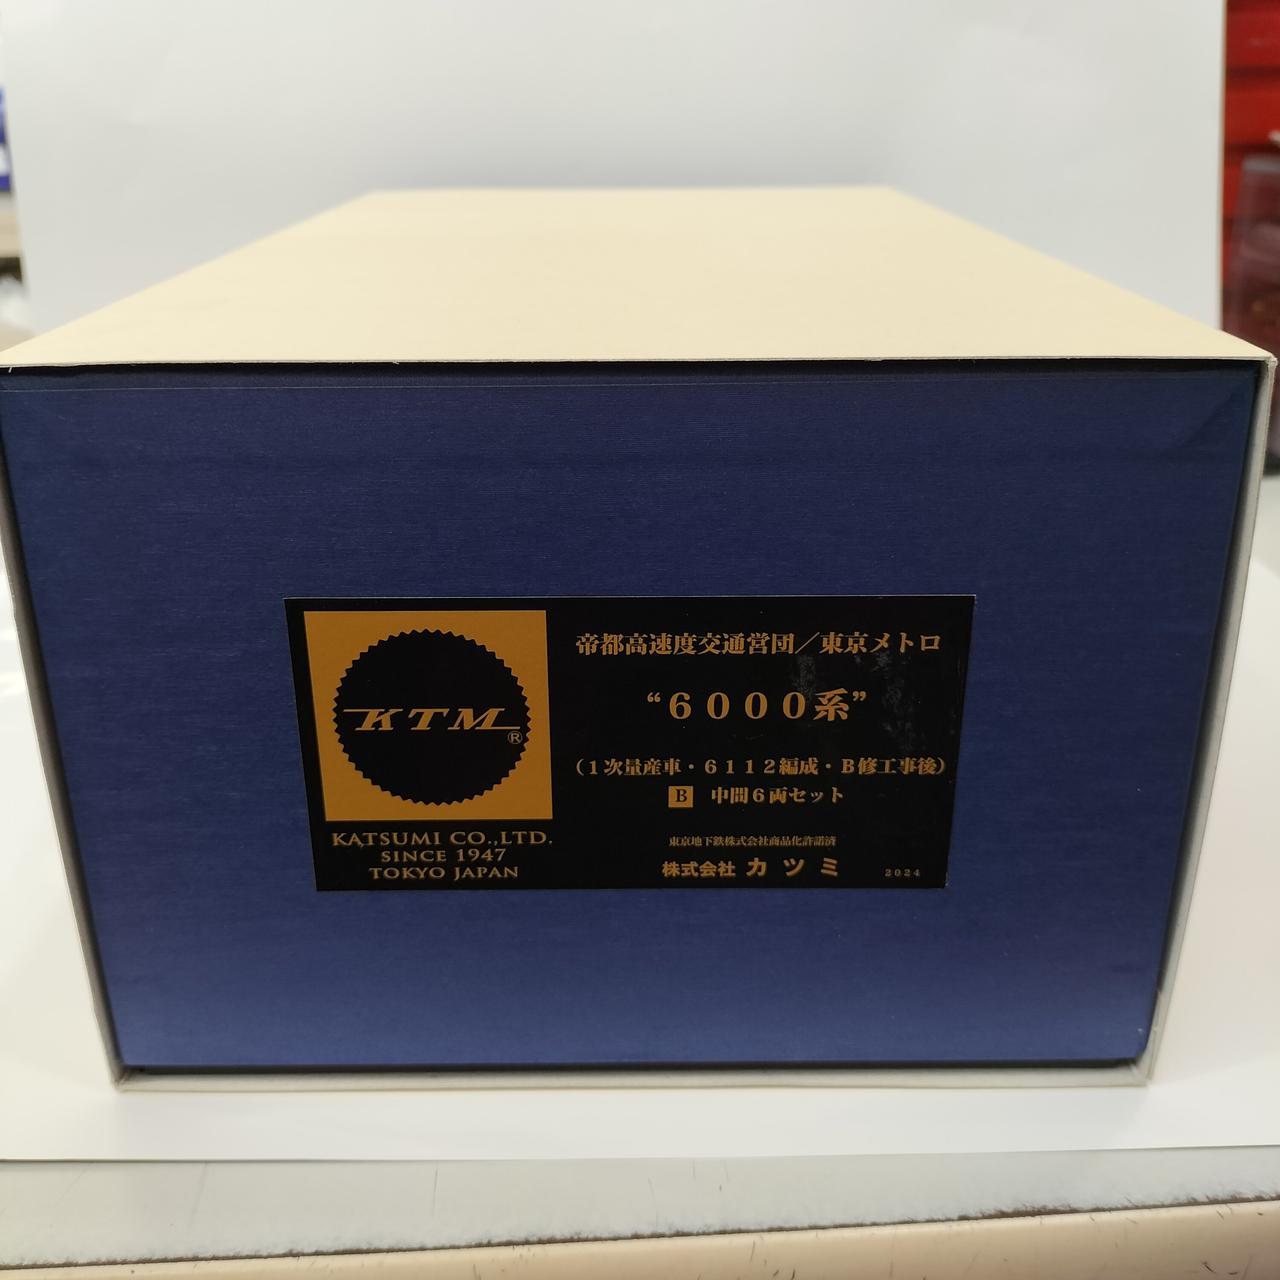 KTM®
KATSUMI CO.,LTD.
SINCE 1947
TOKYO JAPAN
帝都高速度交通営団／東京メトロ
“６０００系”
（１次量産車・６１１２編成・Ｂ修工事後）
B 中間６両セット
東京地下鉄株式会社商品化許諾済
株式会社 カツミ 2024